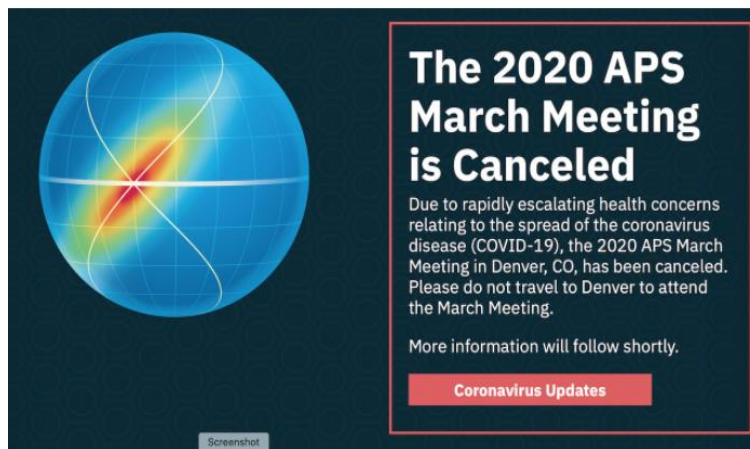 The 2020 APS
March Meeting
is Canceled
Due to rapidly escalating health concerns
relating to the spread of the coronavirus
disease (COVID-19), the 2020 APS March
Meeting in Denver, CO, has been canceled.
Please do not travel to Denver to attend
the March Meeting.
More information will follow shortly.
Coronavirus Updates
Screenshot